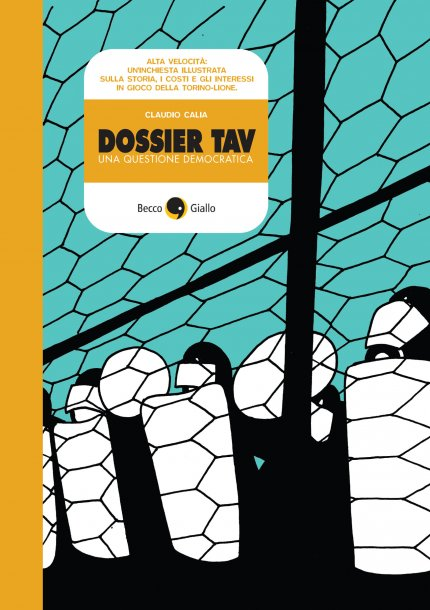 ALTA VELOCITÀ:
UN'INCHIESTA ILLUSTRATA
SULLA STORIA, I COSTI E GLI INTERESSI
IN GIOCO DELLA TORINO-LIONE.
CLAUDIO CALIA
DOSSIER TAV
UNA QUESTIONE DEMOCRATICA
Becco Giallo